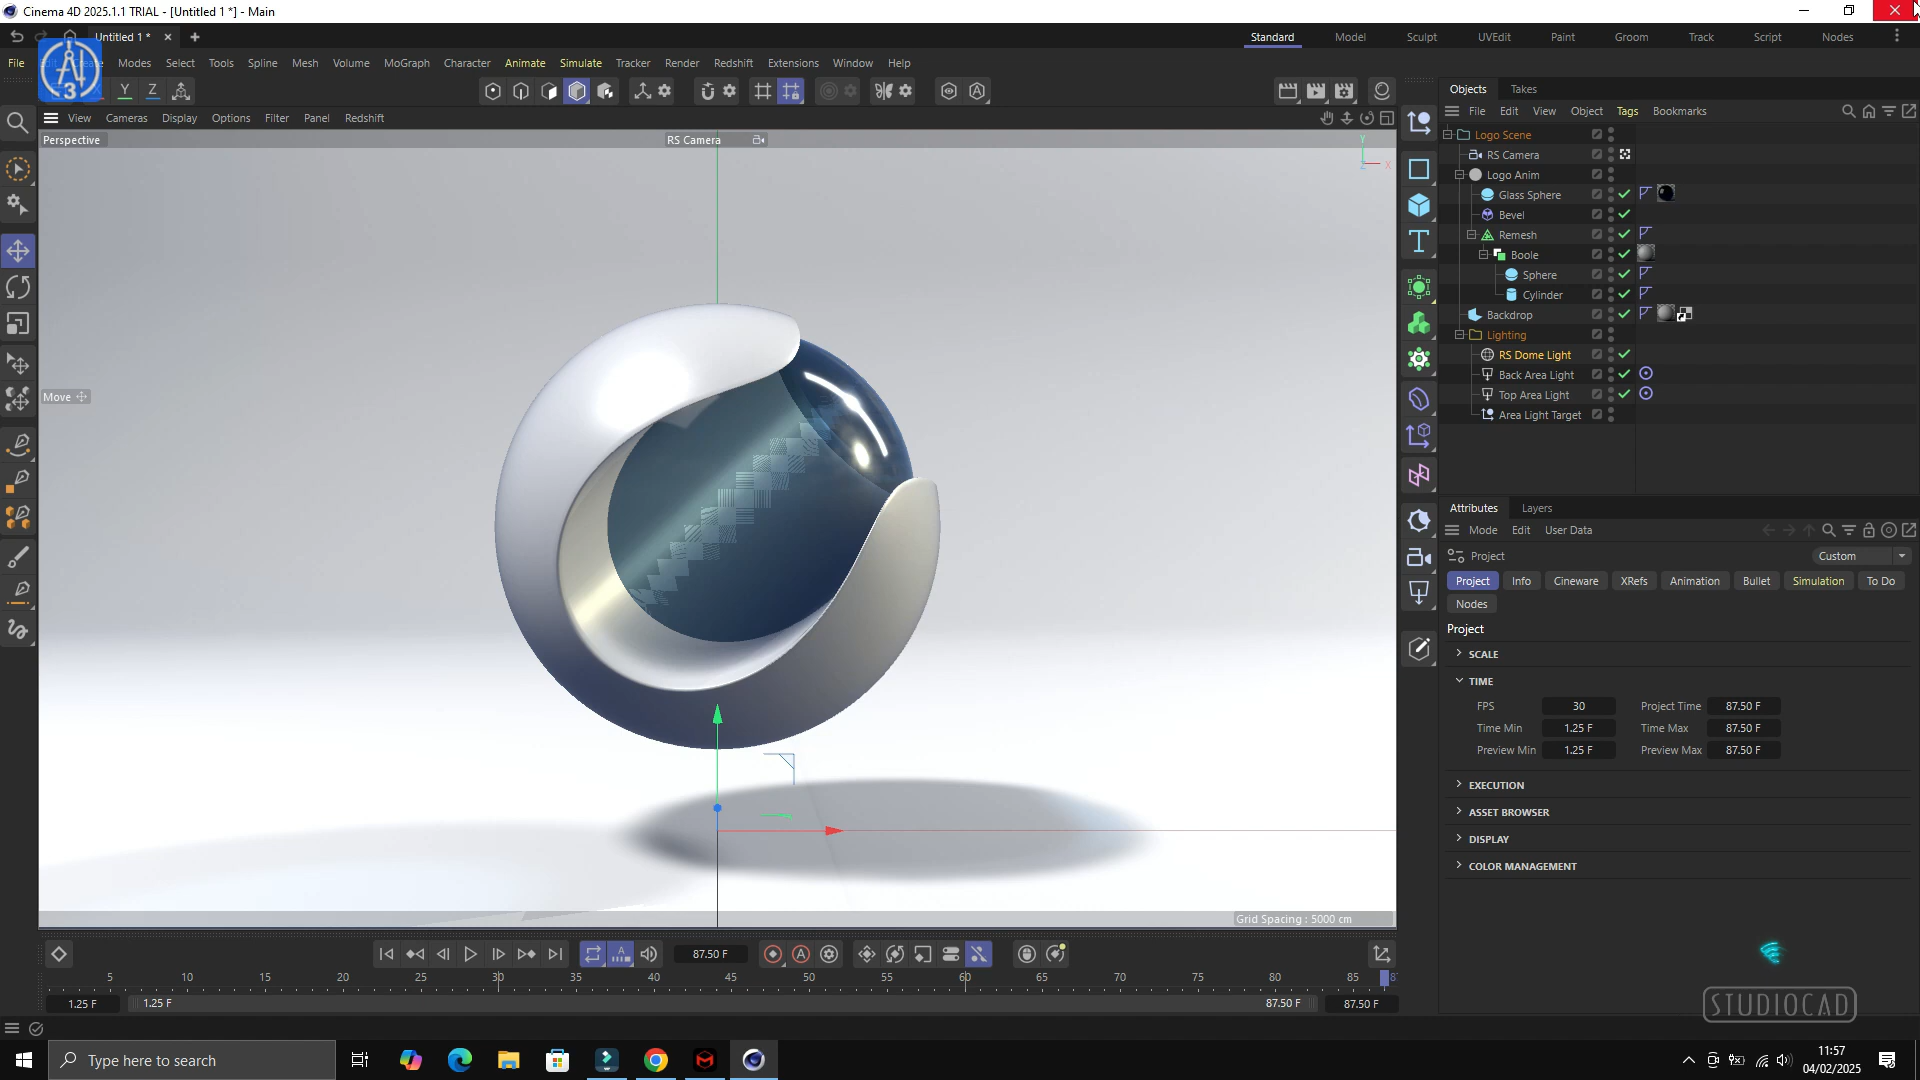 Cinema 4D 2025.1.1 TRIAL - [Untitled 1 *] - Main
Untitled 1 *
Standard Model Sculpt UVEdit Paint Groom Track Script Nodes
File Modes Select Tools Spline Mesh Volume MoGraph Character Animate Simulate Tracker Render Redshift Extensions Window Help
3
Y Z
View Cameras Display Options Filter Panel Redshift
Perspective
RS Camera
Y
X
Z
Move
Grid Spacing : 5000 cm
Objects Takes
File Edit View Object Tags Bookmarks
Logo Scene
RS Camera
Logo Anim
Glass Sphere
Bevel
Remesh
Boole
Sphere
Cylinder
Backdrop
Lighting
RS Dome Light
Back Area Light
Top Area Light
Area Light Target
Attributes Layers
Mode Edit User Data
Project Custom
Project Info Cineware XRefs Animation Bullet Simulation To Do
Nodes
Project
SCALE
TIME
FPS 30 Project Time 87.50 F
Time Min 1.25 F Time Max 87.50 F
Preview Min 1.25 F Preview Max 87.50 F
EXECUTION
ASSET BROWSER
DISPLAY
COLOR MANAGEMENT
87.50 F
5 10 15 20 25 30 35 40 45 50 55 60 65 70 75 80 85
1.25 F 1.25 F 87.50 F 87.50 F
STUDIOCAD
Type here to search
11:57
04/02/2025